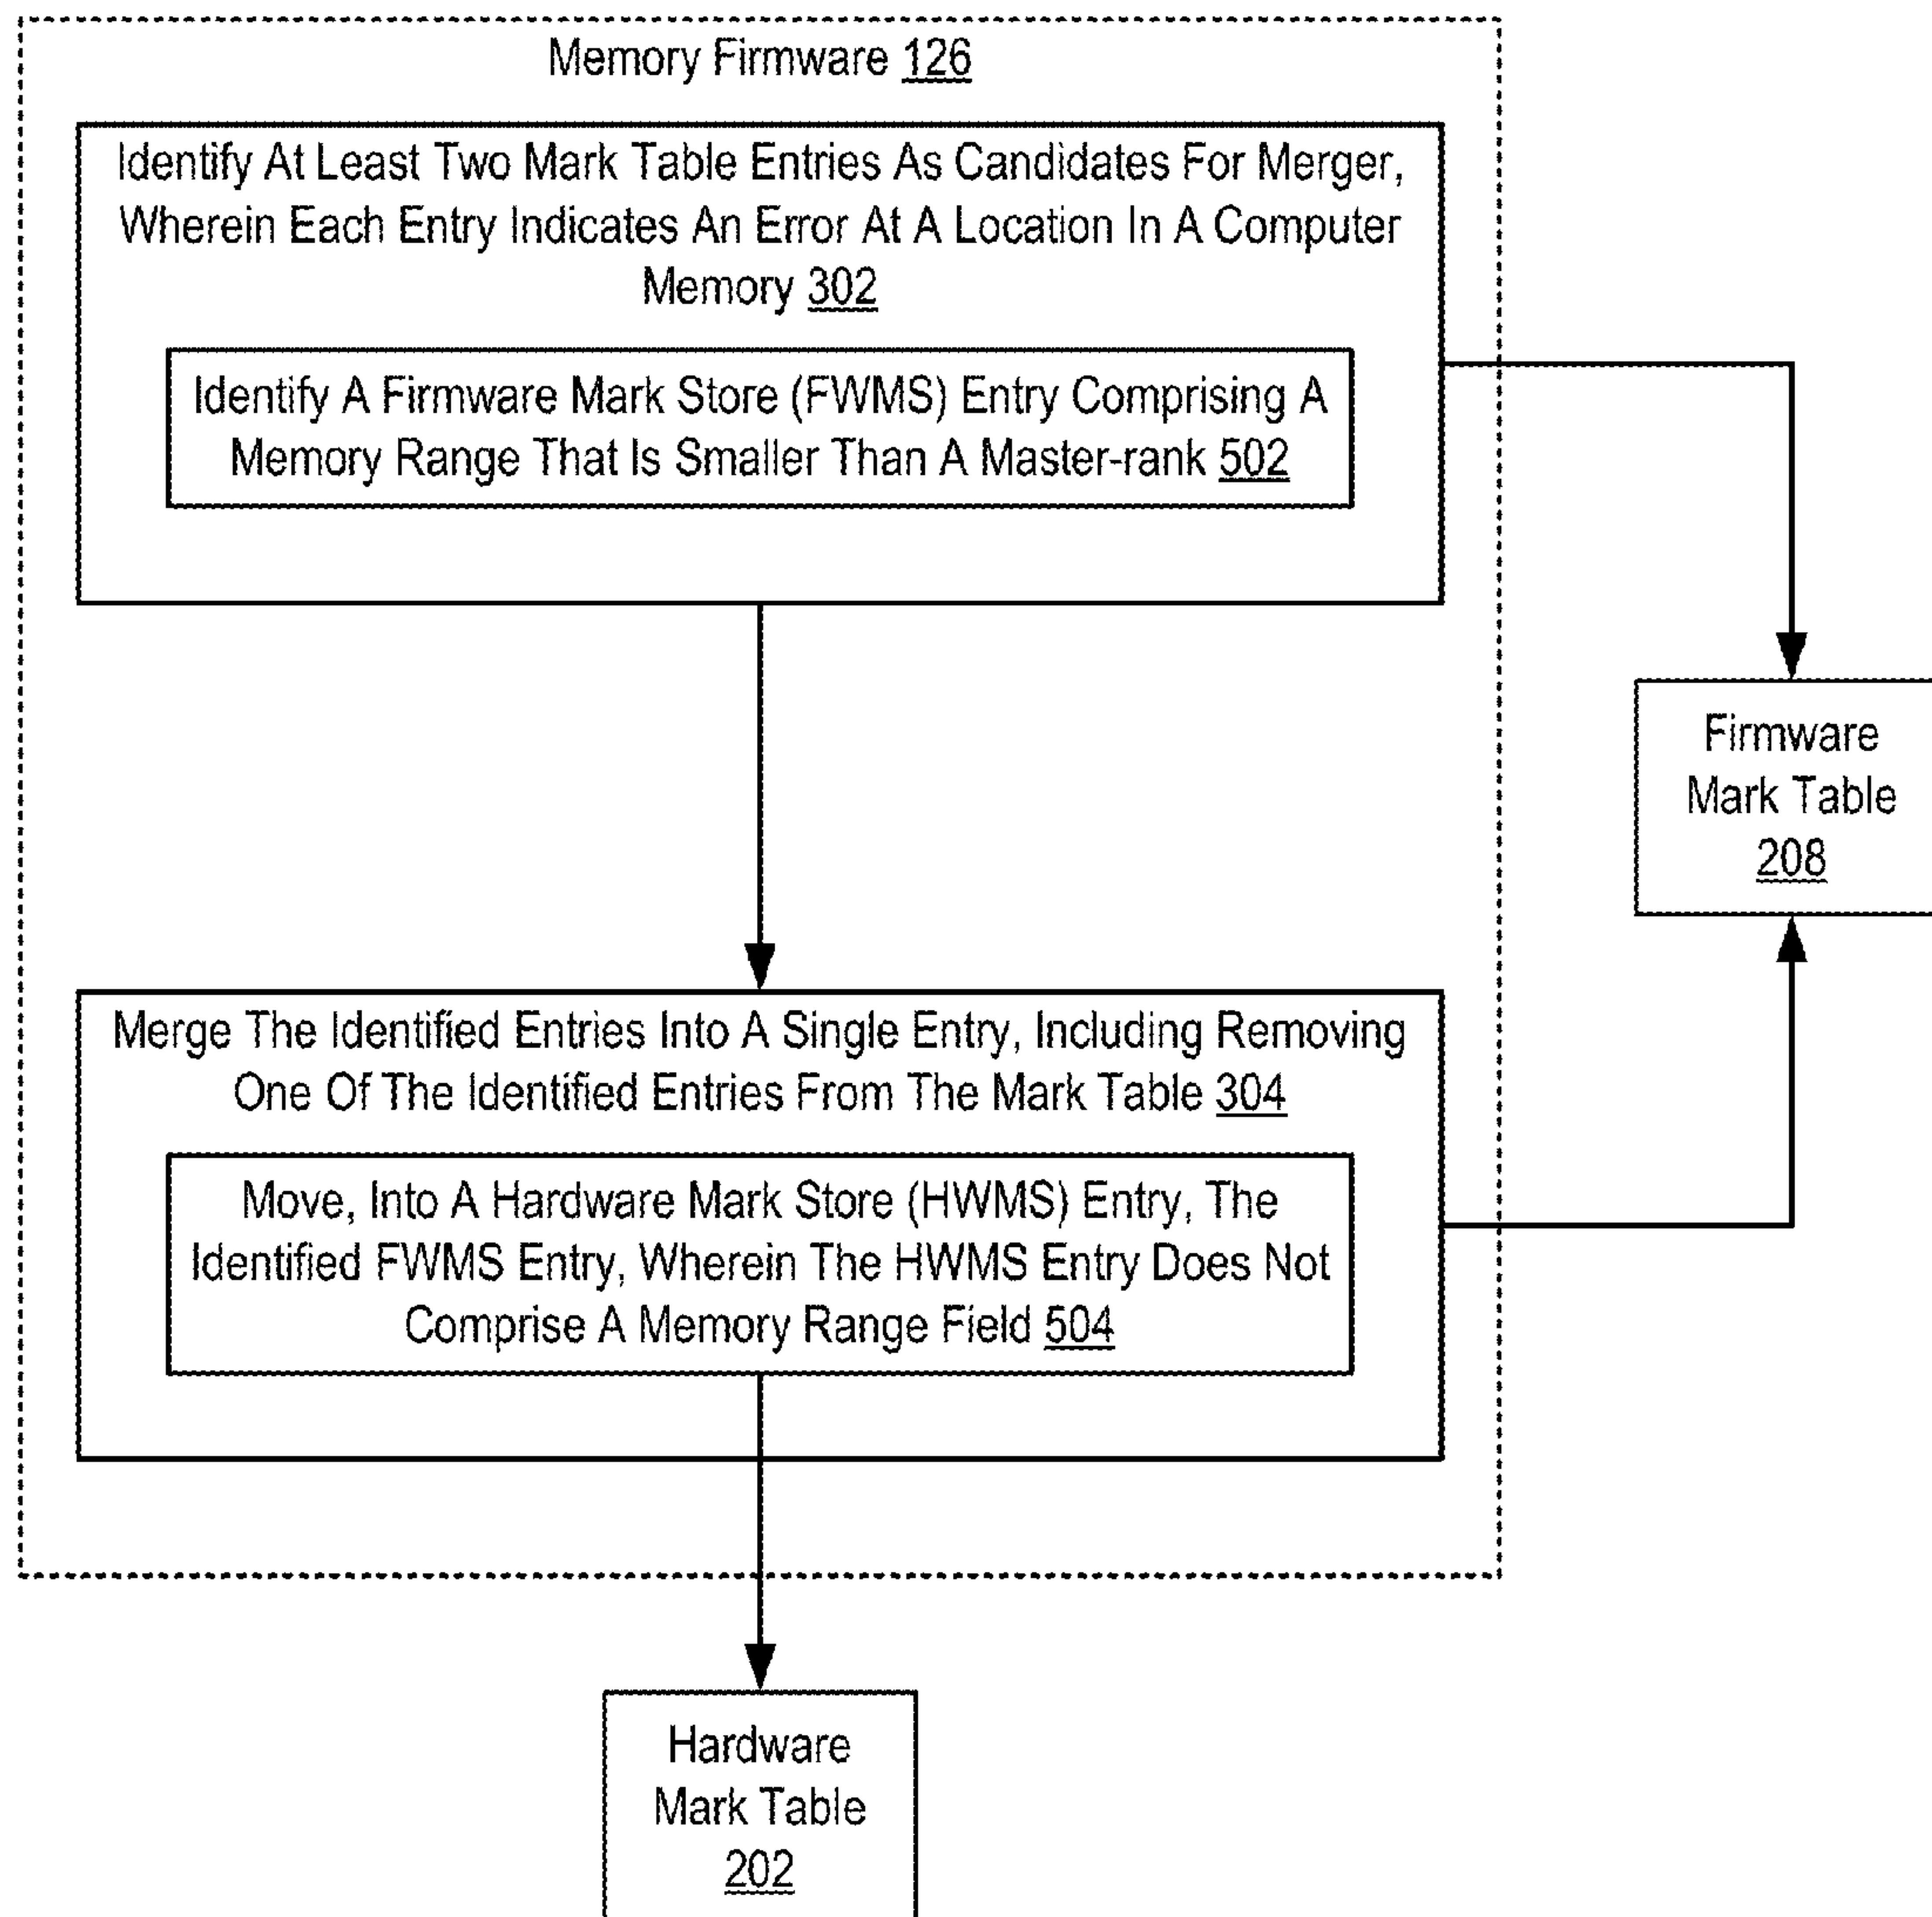 Memory Firmware 126
Identify At Least Two Mark Table Entries As Candidates For Merger,
Wherein Each Entry Indicates An Error At A Location In A Computer
Memory 302
Identify A Firmware Mark Store (FWMS) Entry Comprising A
Memory Range That Is Smaller Than A Master-rank 502
Firmware
Mark Table
208
Merge The Identified Entries Into A Single Entry, Including Removing
One Of The Identified Entries From The Mark Table 304
Move, Into A Hardware Mark Store (HWMS) Entry, The
Identified FWMS Entry, Wherein The HWMS Entry Does Not
Comprise A Memory Range Field 504
Hardware
Mark Table
202